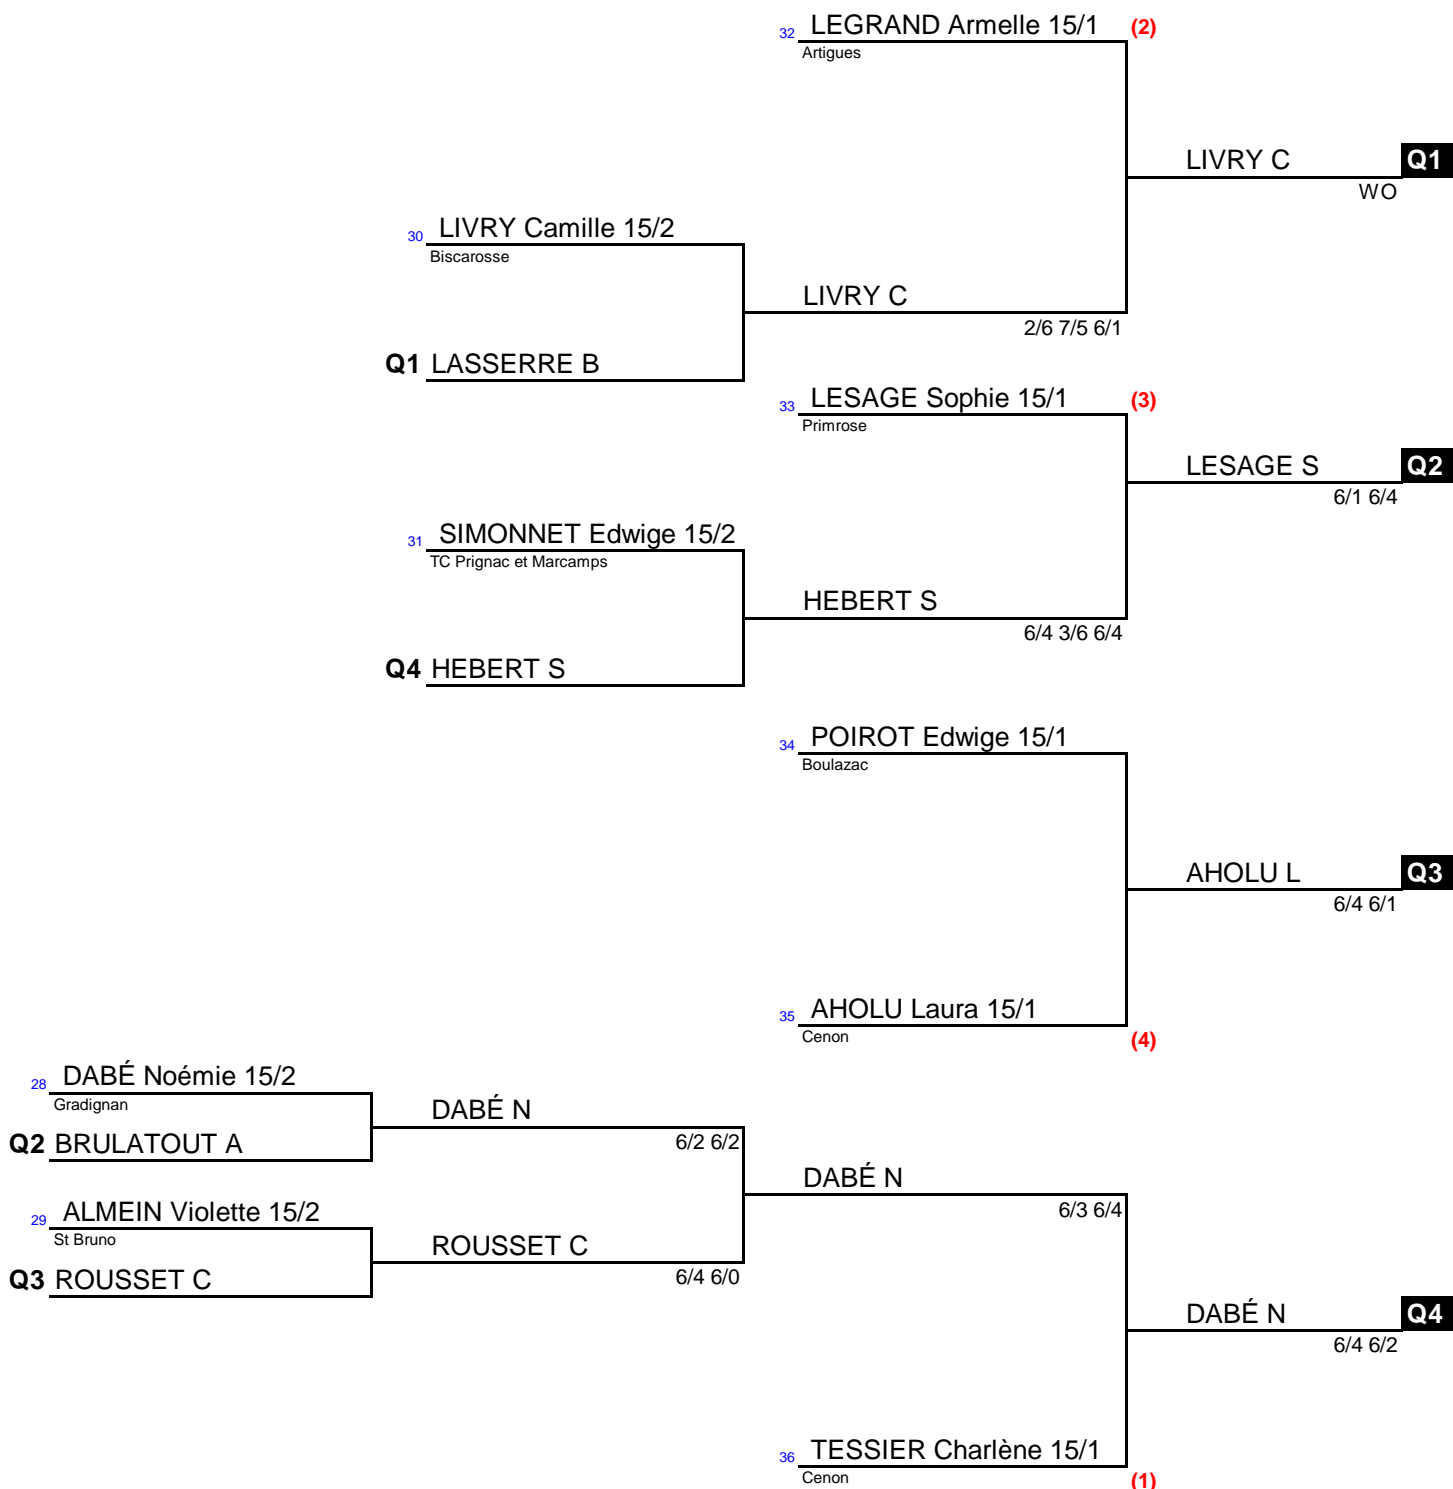 32 LEGRAND Armelle 15/1 (2)
Artigues
LIVRY C Q1
WO
30 LIVRY Camille 15/2
Biscarosse
LIVRY C
2/6 7/5 6/1
Q1 LASSERRE B
33 LESAGE Sophie 15/1 (3)
Primrose
LESAGE S Q2
6/1 6/4
31 SIMONNET Edwige 15/2
TC Prignac et Marcamps
HEBERT S
6/4 3/6 6/4
Q4 HEBERT S
34 POIROT Edwige 15/1
Boulazac
AHOLU L Q3
6/4 6/1
35 AHOLU Laura 15/1
Cenon (4)
28 DABÉ Noémie 15/2
Gradignan
DABÉ N
6/2 6/2
Q2 BRULATOUT A
DABÉ N
6/3 6/4
29 ALMEIN Violette 15/2
St Bruno
ROUSSET C
6/4 6/0
Q3 ROUSSET C
DABÉ N Q4
6/4 6/2
36 TESSIER Charlène 15/1
Cenon (1)